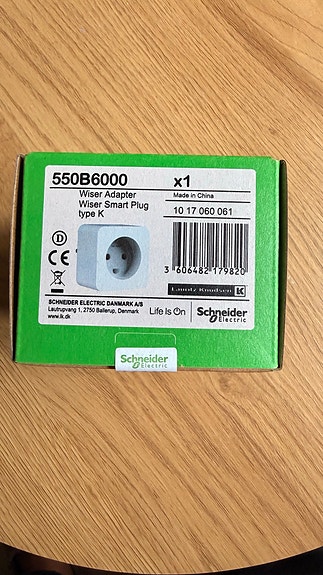 550B6000 x1
Wiser Adapter
Wiser Smart Plug
type K
Made in China
10 17 060 061
D
CE
3 606482 179820
Lauritz Knudsen LK
SCHNEIDER ELECTRIC DANMARK A/S
Lautrupvang 1, 2750 Ballerup, Denmark
www.lk.dk
Life Is On
Schneider
Electric
Schneider
Electric